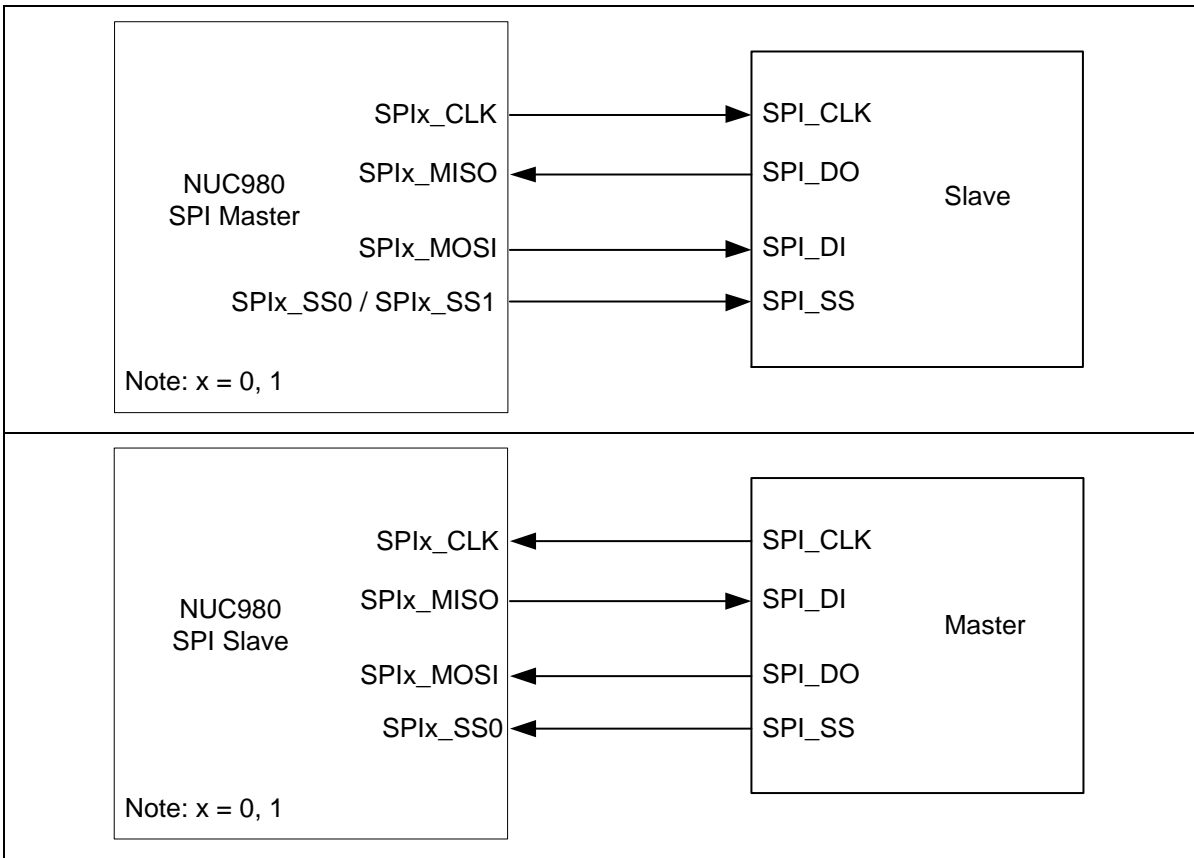 SPIx_CLK
SPI_CLK
SPIx_MISO
SPI_DO
NUC980
SPI Master
Slave
SPIx_MOSI
SPI_DI
SPIx_SS0 / SPIx_SS1
SPI_SS
Note: x = 0, 1
SPIx_CLK
SPI_CLK
SPIx_MISO
SPI_DI
NUC980
SPI Slave
Master
SPIx_MOSI
SPI_DO
SPIx_SS0
SPI_SS
Note: x = 0, 1